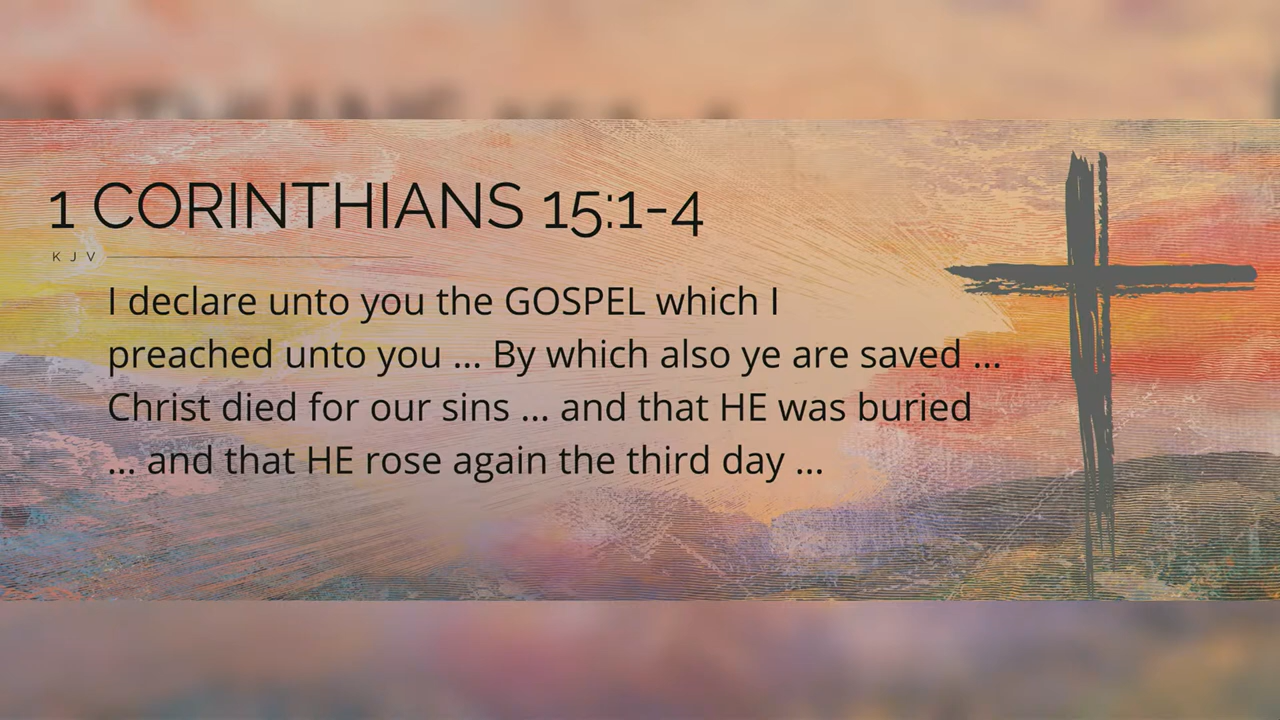 1 CORINTHIANS 15:1-4
KJV
I declare unto you the GOSPEL which I
preached unto you ... By which also ye are saved ...
Christ died for our sins ... and that HE was buried
... and that HE rose again the third day ...